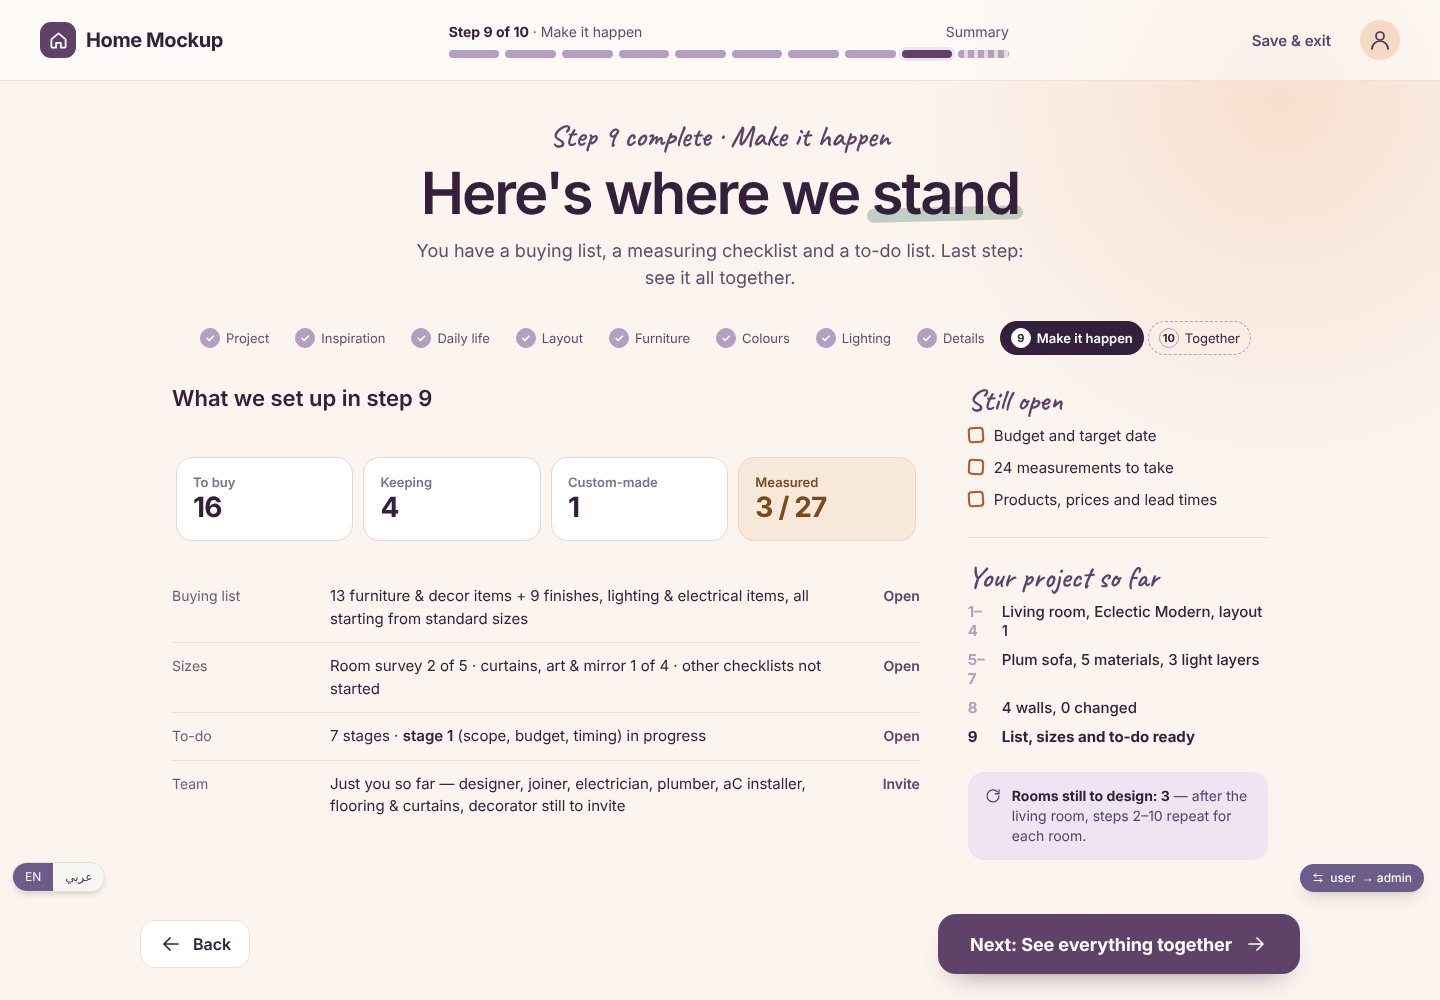 Home Mockup
Step 9 of 10 · Make it happen
Summary
Save & exit
Step 9 complete · Make it happen
Here's where we stand
You have a buying list, a measuring checklist and a to-do list. Last step:
see it all together.
Project
Inspiration
Daily life
Layout
Furniture
Colours
Lighting
Details
9 Make it happen
10 Together
What we set up in step 9
To buy
16
Keeping
4
Custom-made
1
Measured
3 / 27
Buying list
13 furniture & decor items + 9 finishes, lighting & electrical items, all
starting from standard sizes
Open
Sizes
Room survey 2 of 5 · curtains, art & mirror 1 of 4 · other checklists not
started
Open
To-do
7 stages · stage 1 (scope, budget, timing) in progress
Open
Team
Just you so far — designer, joiner, electrician, plumber, aC installer,
flooring & curtains, decorator still to invite
Invite
Still open
Budget and target date
24 measurements to take
Products, prices and lead times
Your project so far
1–4 Living room, Eclectic Modern, layout
1
5–7 Plum sofa, 5 materials, 3 light layers
8 4 walls, 0 changed
9 List, sizes and to-do ready
Rooms still to design: 3 — after the
living room, steps 2–10 repeat for
each room.
EN عربي
user → admin
Back
Next: See everything together